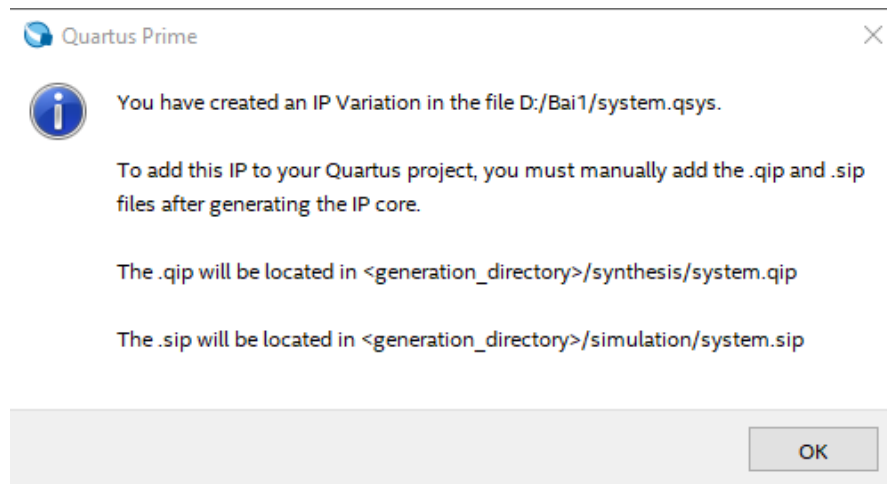 Quartus Prime
You have created an IP Variation in the file D:/Bai1/system.qsys.
To add this IP to your Quartus project, you must manually add the .qip and .sip
files after generating the IP core.
The .qip will be located in <generation_directory>/synthesis/system.qip
The .sip will be located in <generation_directory>/simulation/system.sip
OK